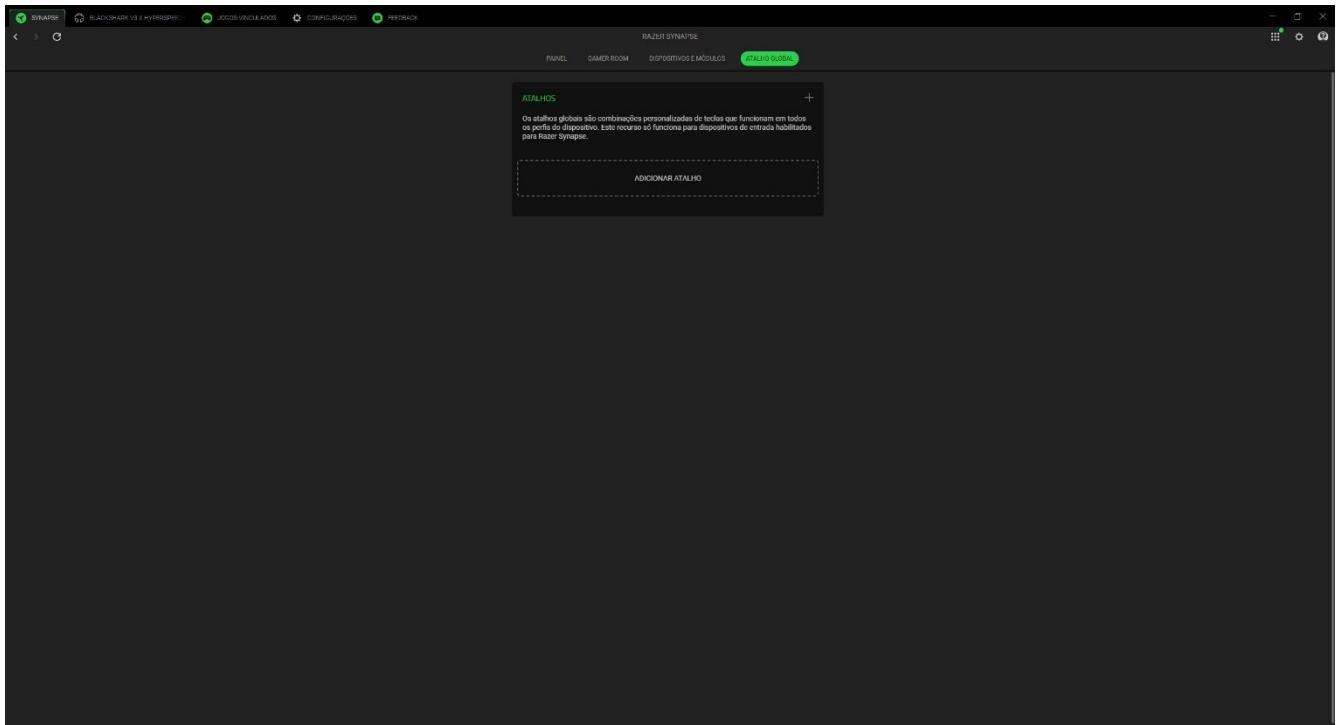 SYNAPSE
BLACKSHARK V3 X HYPERSPEED
JOGOS VINCULADOS
CONFIGURAÇÕES
FEEDBACK
RAZER SYNAPSE
PAINEL
GAMER ROOM
DISPOSITIVOS E MÓDULOS
ATALHO GLOBAL
ATALHOS
Os atalhos globais são combinações personalizadas de teclas que funcionam em todos
os perfis do dispositivo. Este recurso só funciona para dispositivos de entrada habilitados
para Razer Synapse.
ADICIONAR ATALHO